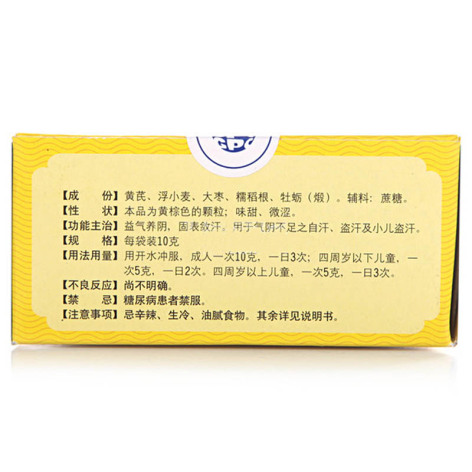 【成　　份】黄芪、浮小麦、大枣、糯稻根、牡蛎（煅）。辅料：蔗糖。
【性　　状】本品为黄棕色的颗粒；味甜、微涩。
【功能主治】益气养阴，固表敛汗。用于气阴不足之自汗、盗汗及小儿盗汗。
【规　　格】每袋装10克
【用法用量】用开水冲服，成人一次10克，一日3次；四周岁以下儿童，一
次5克，一日2次。四周岁以上儿童，一次5克，一日3次。
【不良反应】尚不明确。
【禁　　忌】糖尿病患者禁服。
【注意事项】忌辛辣、生冷、油腻食物。其余详见说明书。